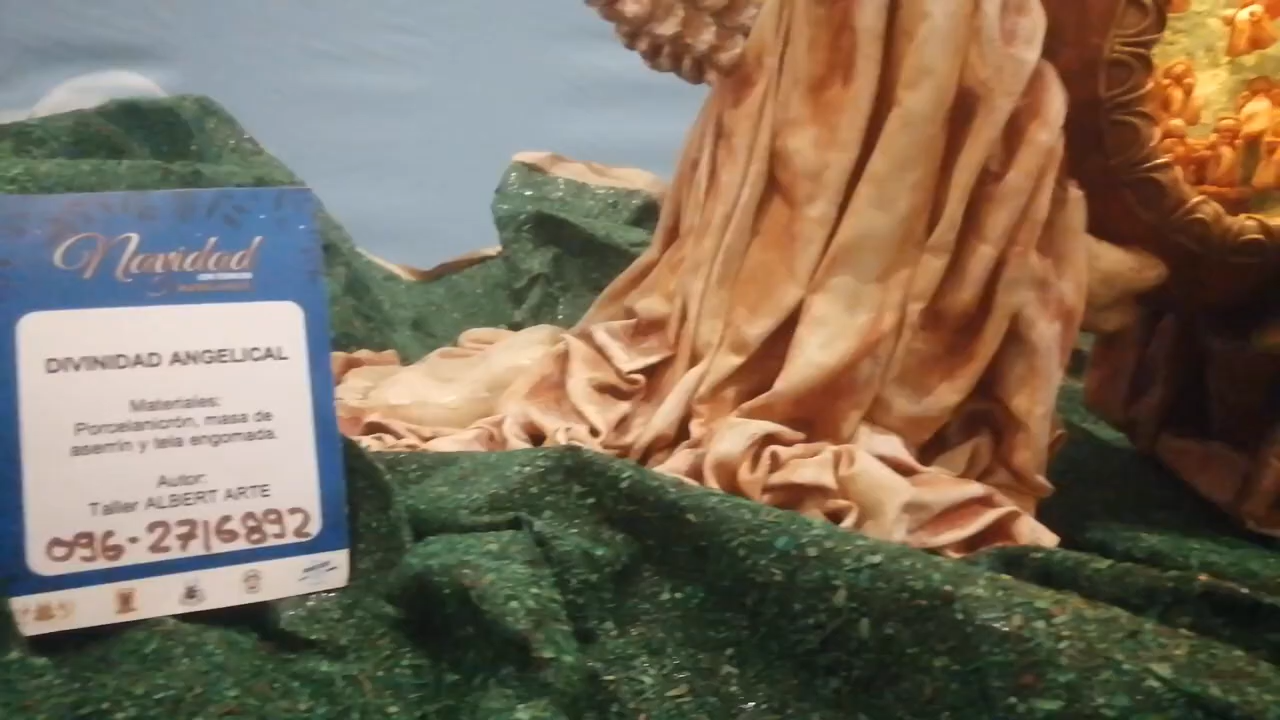 Navidad
DIVINIDAD ANGELICAL
Materiales:
Porcelanicrón, masa de
aserrín y tela engomada.
Autor:
Taller ALBERT ARTE
096-2716892